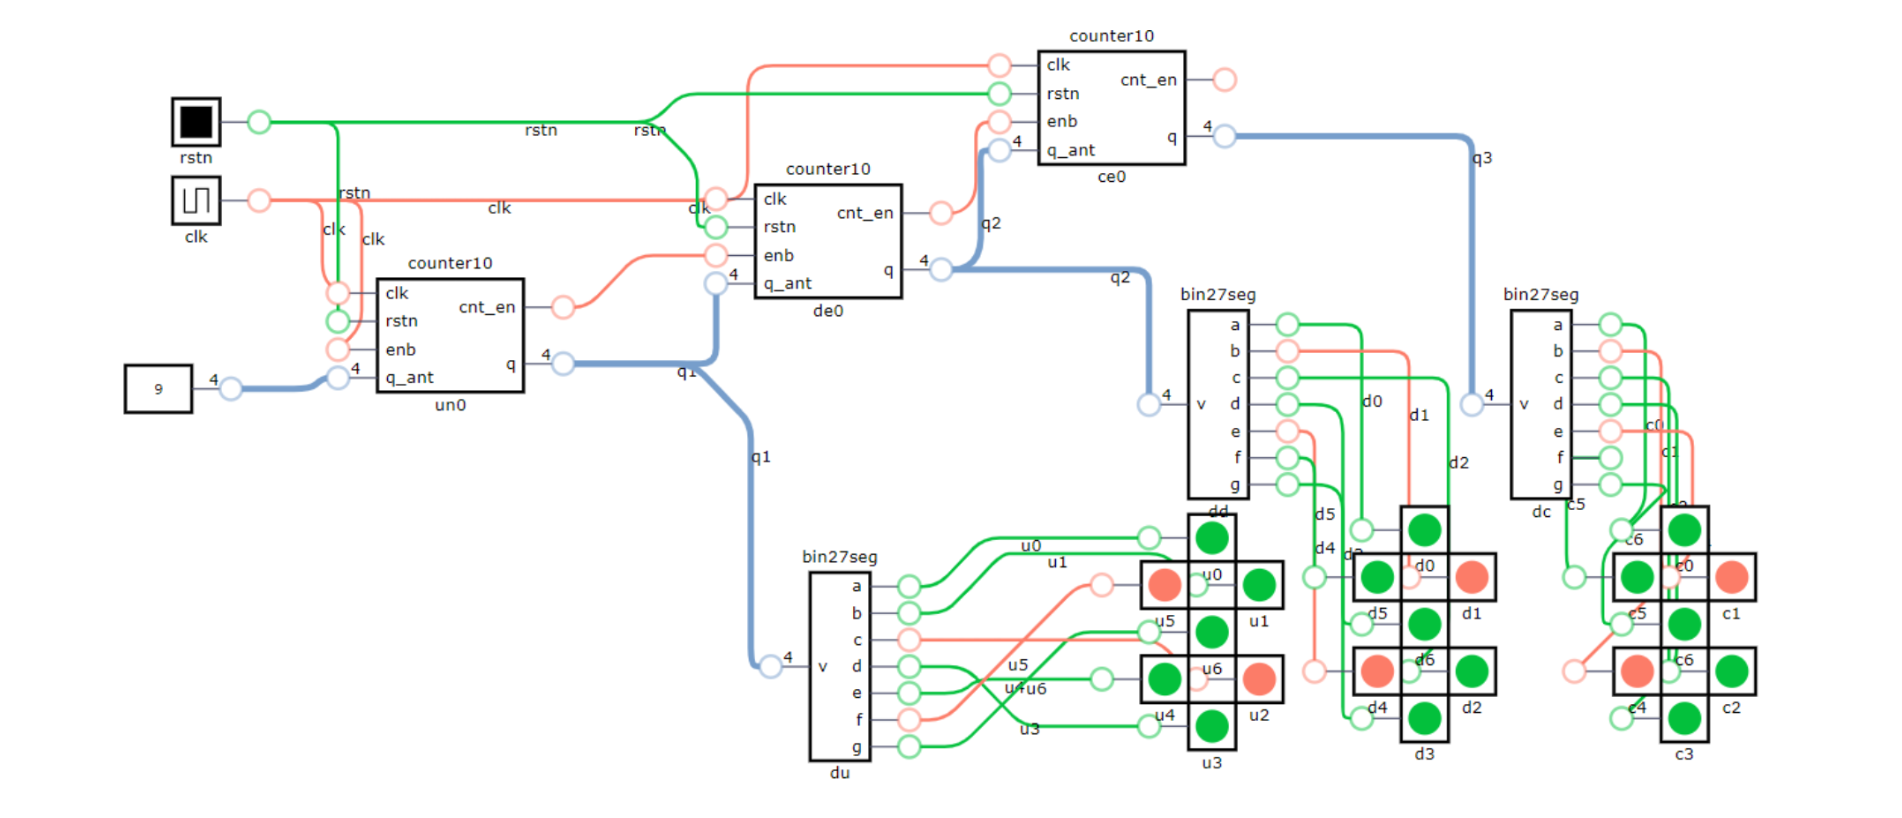 counter10
clk
rstn
enb
q_ant
cnt_en
q
4
4
ce0
rstn
clk
rstn
rstn
rstn
clk
clk
clk
clk
counter10
clk
rstn
enb
q_ant
cnt_en
q
4
4
de0
q2
q2
q3
counter10
clk
rstn
enb
q_ant
cnt_en
q
4
4
un0
9
4
q1
q1
bin27seg
4
v
a
b
c
d
e
f
g
dd
d0
d1
d2
d5
d4
bin27seg
4
v
a
b
c
d
e
f
g
dc
c0
c1
c5
c6
bin27seg
4
v
a
b
c
d
e
f
g
du
u0
u1
u5
u4
u6
u3
u0
u5
u1
u6
u4
u2
u3
d0
d5
d1
d6
d4
d2
d3
c0
c5
c1
c6
c4
c2
c3